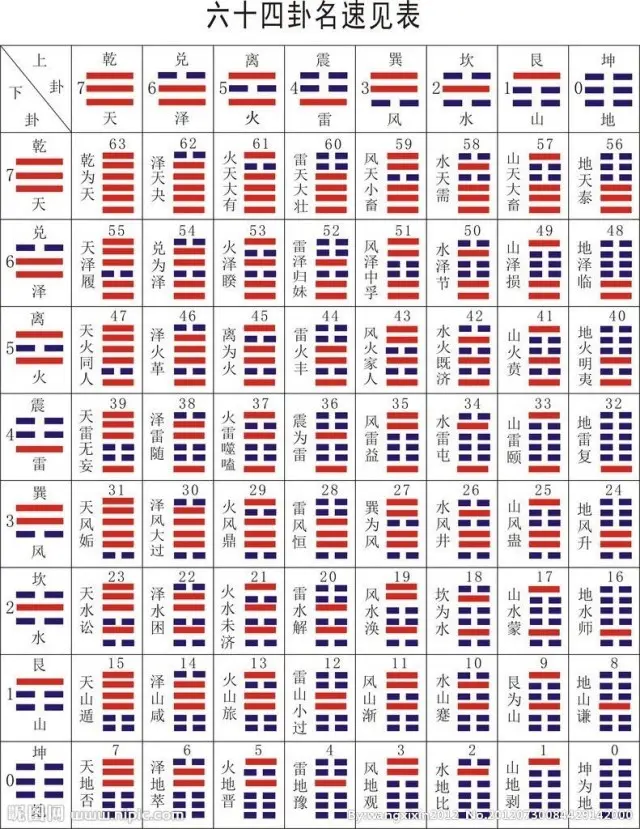 六十四卦名速见表
上卦
下卦
乾 兑 离 震 巽 坎 艮 坤
7 6 5 4 3 2 1 0
天 泽 火 雷 风 水 山 地
乾 7 天
63 62 61 60 59 58 57 56
乾为天 泽天夬 火天大有 雷天大壮 风天小畜 水天需 山天大畜 地天泰
兑 6 泽
55 54 53 52 51 50 49 48
天泽履 兑为泽 火泽睽 雷泽归妹 风泽中孚 水泽节 山泽损 地泽临
离 5 火
47 46 45 44 43 42 41 40
天火同人 泽火革 离为火 雷火丰 风火家人 水火既济 山火贲 地火明夷
震 4 雷
39 38 37 36 35 34 33 32
天雷无妄 泽雷随 火雷噬嗑 震为雷 风雷益 水雷屯 山雷颐 地雷复
巽 3 风
31 30 29 28 27 26 25 24
天风姤 泽风大过 火风鼎 雷风恒 巽为风 水风井 山风蛊 地风升
坎 2 水
23 22 21 20 19 18 17 16
天水讼 泽水困 火水未济 雷水解 风水涣 坎为水 山水蒙 地水师
艮 1 山
15 14 13 12 11 10 9 8
天山遁 泽山咸 火山旅 雷山小过 风山渐 水山蹇 艮为山 地山谦
坤 0
7 6 5 4 3 2 1 0
天地否 泽地萃 火地晋 雷地豫 风地观 水地比 山地剥 坤为地
昵图网 www.nipic.com
By:wangxixm2012 No.20120730084429142000